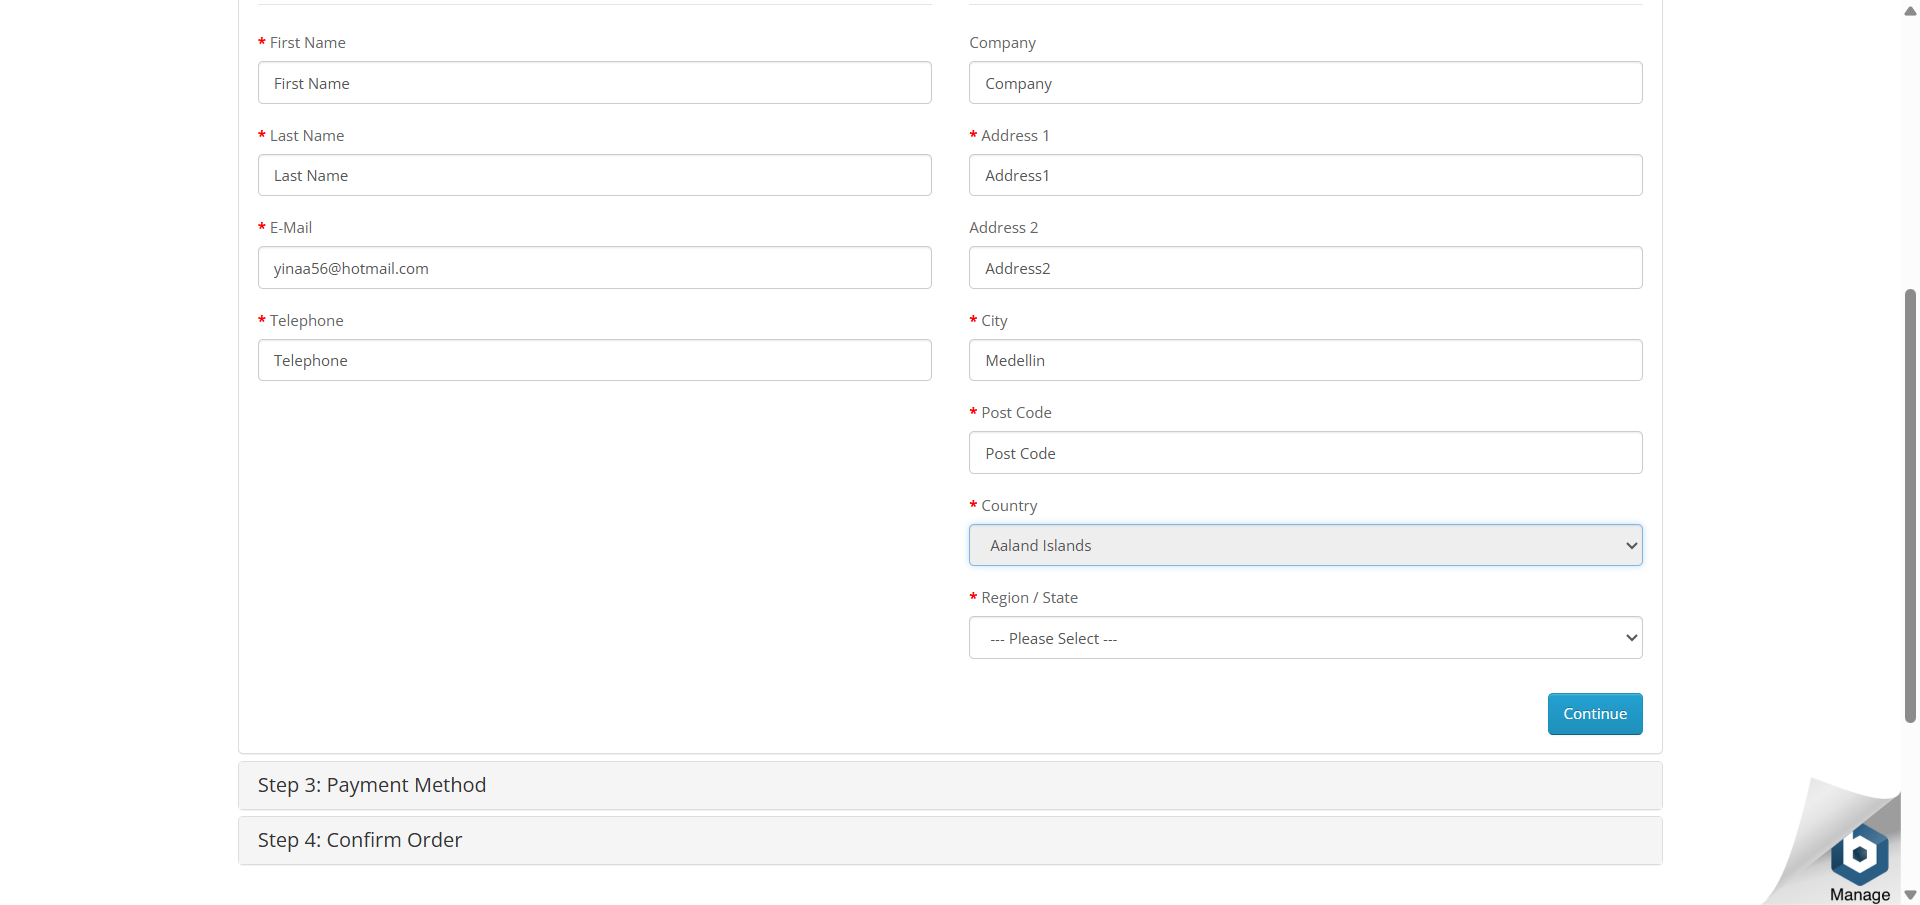 * First Name
First Name
* Last Name
Last Name
* E-Mail
yinaa56@hotmail.com
* Telephone
Telephone
Company
Company
* Address 1
Address1
Address 2
Address2
* City
Medellin
* Post Code
Post Code
* Country
Aaland Islands
* Region / State
--- Please Select ---
Continue
Step 3: Payment Method
Step 4: Confirm Order
Manage